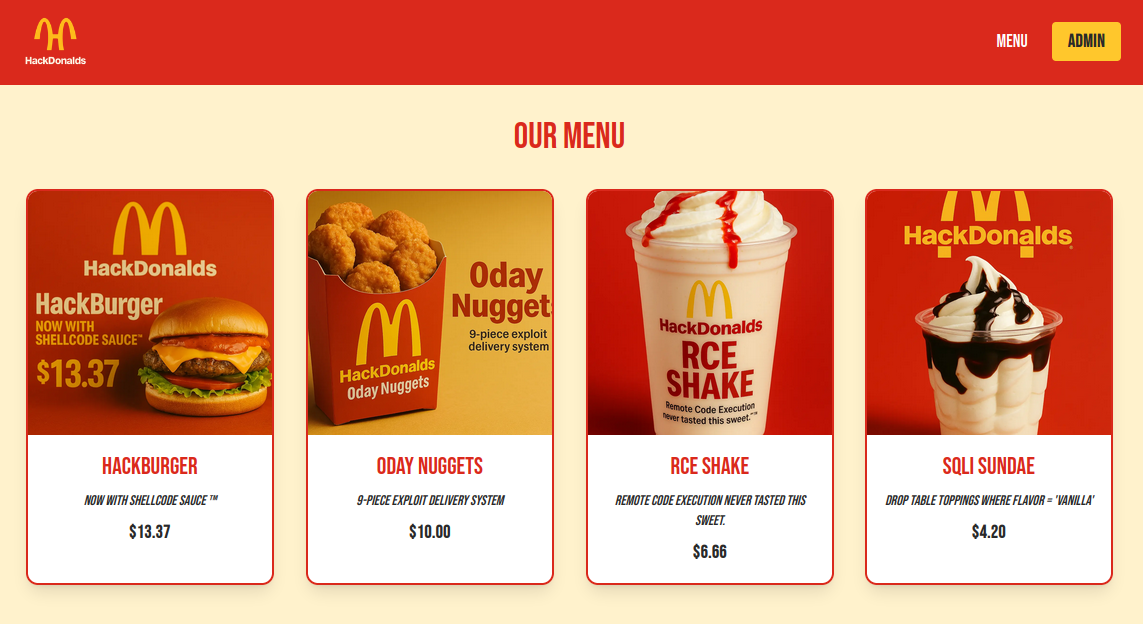 HackDonalds
MENU
ADMIN
OUR MENU
HackDonalds
HackBurger
NOW WITH
SHELLCODE SAUCE™
$13.37
HACKBURGER
NOW WITH SHELLCODE SAUCE ™
$13.37
0day
Nuggets
9-piece exploit
delivery system
HackDonalds
0day Nuggets
0DAY NUGGETS
9-PIECE EXPLOIT DELIVERY SYSTEM
$10.00
HackDonalds
RCE
SHAKE
Remote Code Execution
never tasted this sweet.™
RCE SHAKE
REMOTE CODE EXECUTION NEVER TASTED THIS
SWEET.
$6.66
HackDonalds
SQLI SUNDAE
DROP TABLE TOPPINGS WHERE FLAVOR = 'VANILLA'
$4.20